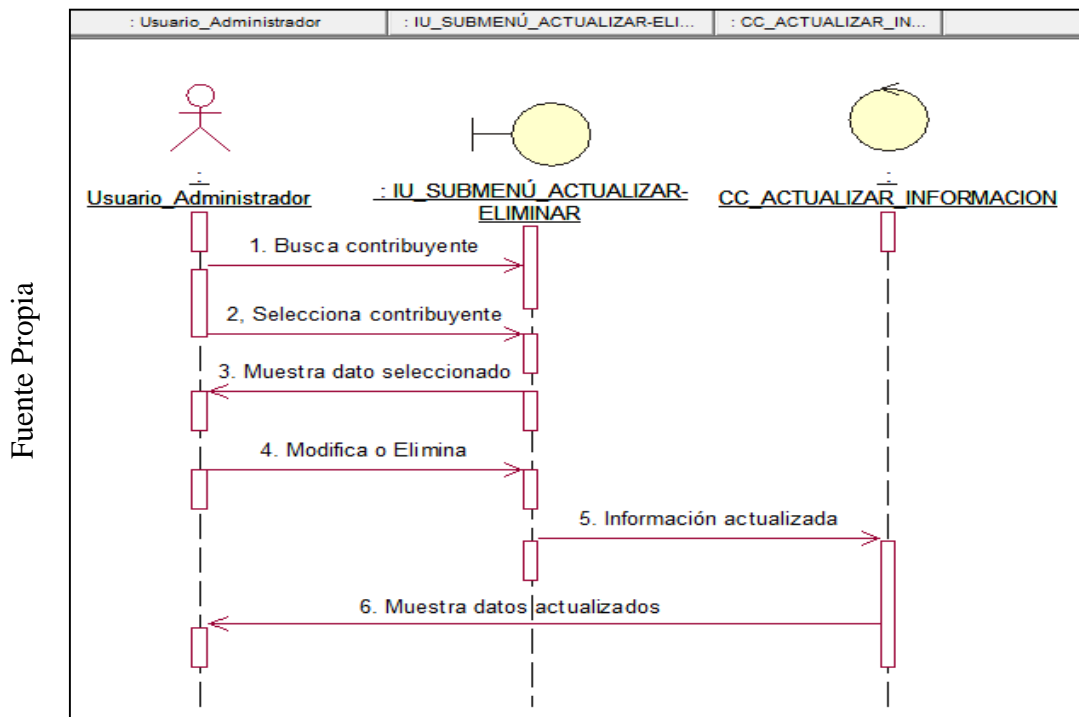 : Usuario_Administrador
: IU_SUBMENÚ_ACTUALIZAR-ELI...
: CC_ACTUALIZAR_IN...
:
Usuario_Administrador
: IU_SUBMENÚ_ACTUALIZAR-
ELIMINAR
:
CC_ACTUALIZAR_INFORMACION
1. Busca contribuyente
2, Selecciona contribuyente
3. Muestra dato seleccionado
4. Modifica o Elimina
5. Información actualizada
6. Muestra datos actualizados
Fuente Propia